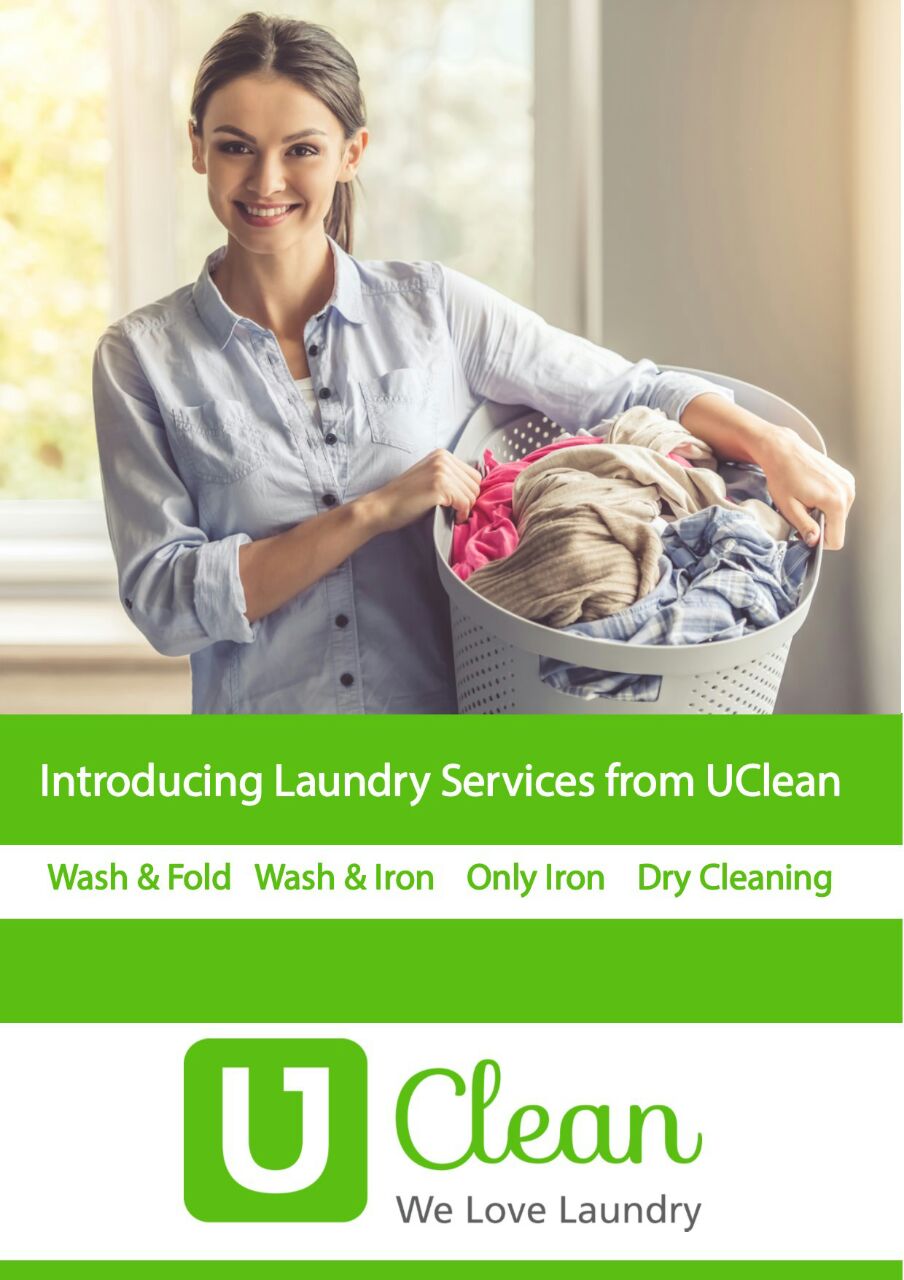 Introducing Laundry Services from UClean
Wash & Fold Wash & Iron Only Iron Dry Cleaning
U Clean
We Love Laundry